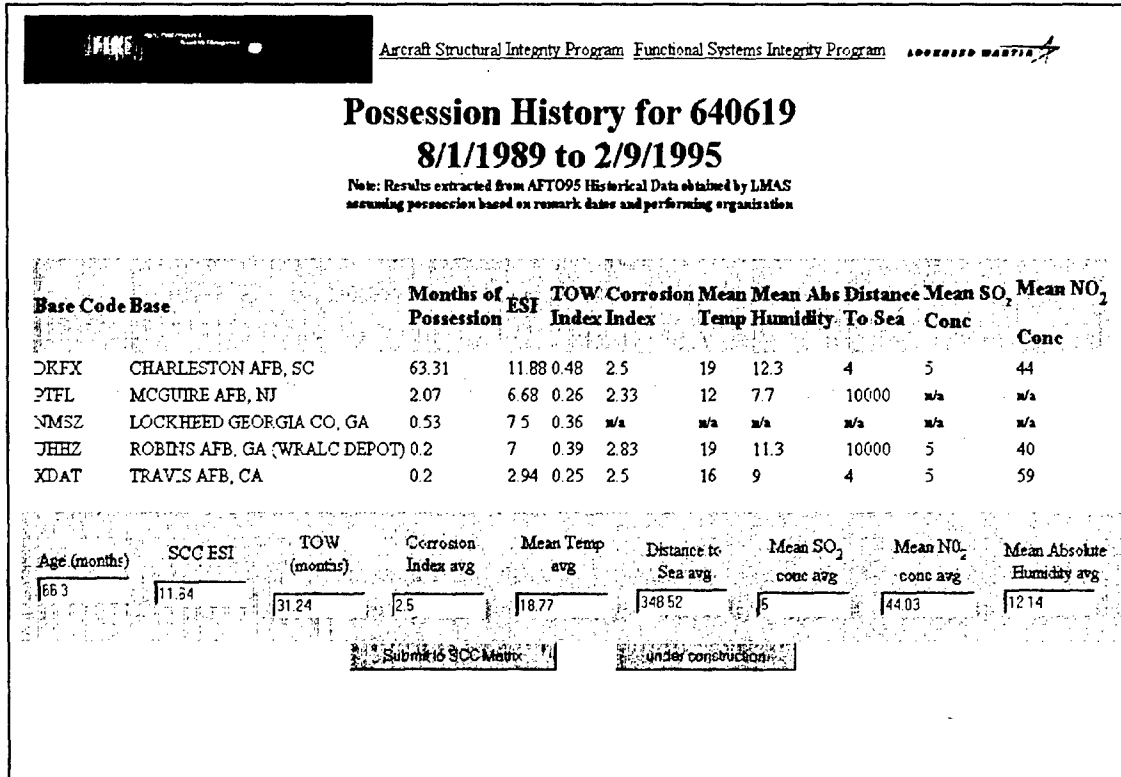 Aircraft Structural Integrity Program Functional Systems Integrity Program LOCKHEED MARTIN
Possession History for 640619
8/1/1989 to 2/9/1995
Note: Results extracted from AFTO95 Historical Data obtained by LMAS
assuming possession based on remark dates and performing organization
Base Code Base Months of Possession ESI TOW Index Corrosion Index Mean Temp Mean Abs Humidity Distance To Sea Mean SO2 Conc Mean NO2 Conc
DKFX CHARLESTON AFB, SC 63.31 11.88 0.48 2.5 19 12.3 4 5 44
PTFL MCGUIRE AFB, NJ 2.07 6.68 0.26 2.33 12 7.7 10000 n/a n/a
NMSZ LOCKHEED GEORGIA CO, GA 0.53 7.5 0.36 n/a n/a n/a n/a n/a n/a
UHHZ ROBINS AFB, GA (WRALC DEPOT) 0.2 7 0.39 2.83 19 11.3 10000 5 40
XDAT TRAVIS AFB, CA 0.2 2.94 0.25 2.5 16 9 4 5 59
Age (months) SCC ESI TOW (months) Corrosion Index avg Mean Temp avg Distance to Sea avg Mean SO2 conc avg Mean NO2 conc avg Mean Absolute Humidity avg
66.3 11.64 31.24 2.5 18.77 348.52 5 44.03 12.14
Submit to SCC Matrix under construction